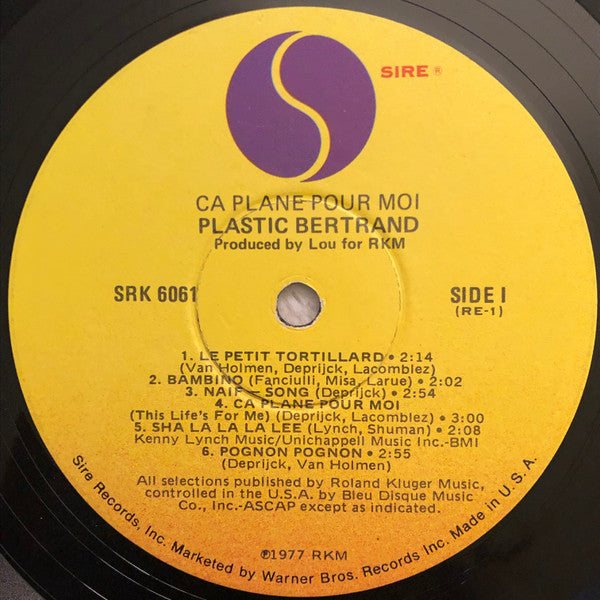 SIRE ®
CA PLANE POUR MOI
PLASTIC BERTRAND
Produced by Lou for RKM
SRK 6061
SIDE I
(RE-1)
1. LE PETIT TORTILLARD • 2:14
(Van Holmen, Deprijck, Lacomblez)
2. BAMBINO (Fanciulli, Misa, Larue) • 2:02
3. NAIF — SONG (Deprijck) • 2:54
4. CA PLANE POUR MOI
(This Life's For Me) (Deprijck, Lacomblez) • 3:00
5. SHA LA LA LA LEE (Lynch, Shuman) • 2:08
Kenny Lynch Music/Unichappell Music Inc.-BMI
6. POGNON POGNON • 2:55
(Deprijck, Van Holmen)
All selections published by Roland Kluger Music,
controlled in the U.S.A. by Bleu Disque Music
Co., Inc.-ASCAP except as indicated.
℗1977 RKM
Sire Records, Inc. Marketed by Warner Bros. Records Inc. Made in U.S.A.